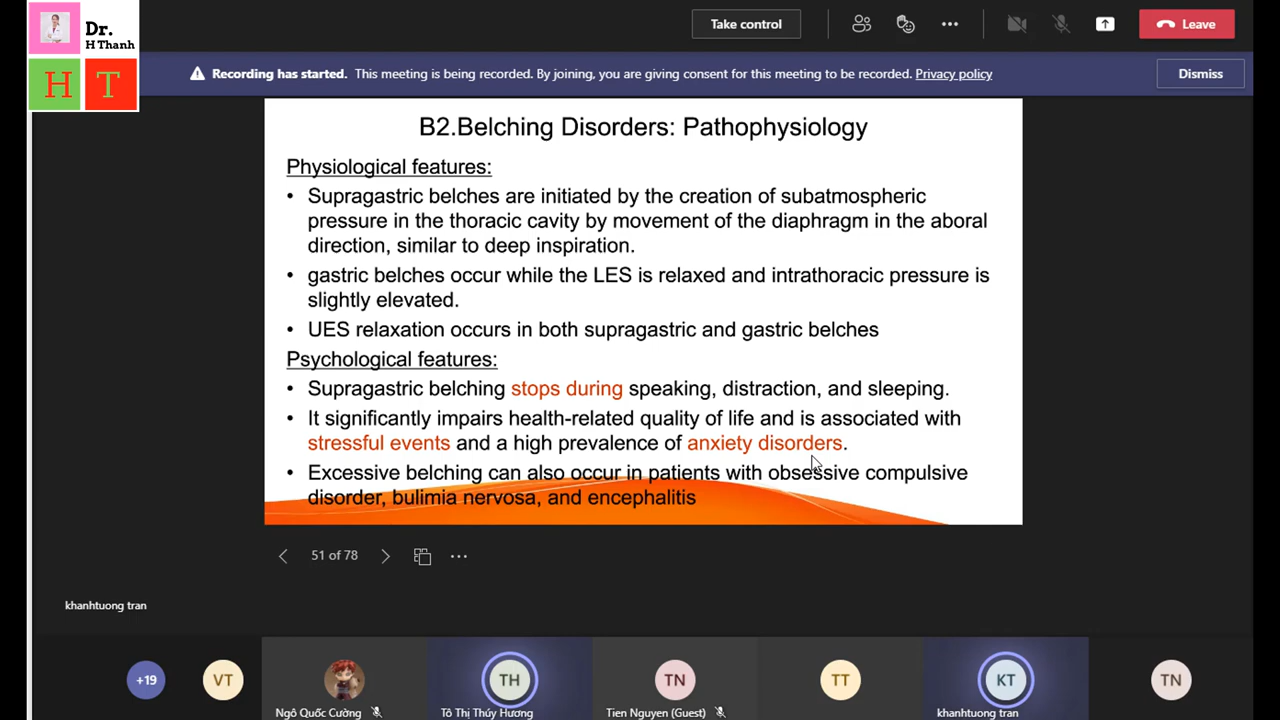 Dr.
H Thanh
H T
Take control
Leave
Recording has started. This meeting is being recorded. By joining, you are giving consent for this meeting to be recorded. Privacy policy
Dismiss
B2.Belching Disorders: Pathophysiology
Physiological features:
• Supragastric belches are initiated by the creation of subatmospheric
pressure in the thoracic cavity by movement of the diaphragm in the aboral
direction, similar to deep inspiration.
• gastric belches occur while the LES is relaxed and intrathoracic pressure is
slightly elevated.
• UES relaxation occurs in both supragastric and gastric belches
Psychological features:
• Supragastric belching stops during speaking, distraction, and sleeping.
• It significantly impairs health-related quality of life and is associated with
stressful events and a high prevalence of anxiety disorders.
• Excessive belching can also occur in patients with obsessive compulsive
disorder, bulimia nervosa, and encephalitis
51 of 78
khanhtuong tran
+19 VT TH TN TT KT TN
Ngô Quốc Cường Tô Thị Thúy Hương Tien Nguyen (Guest) khanhtuong tran